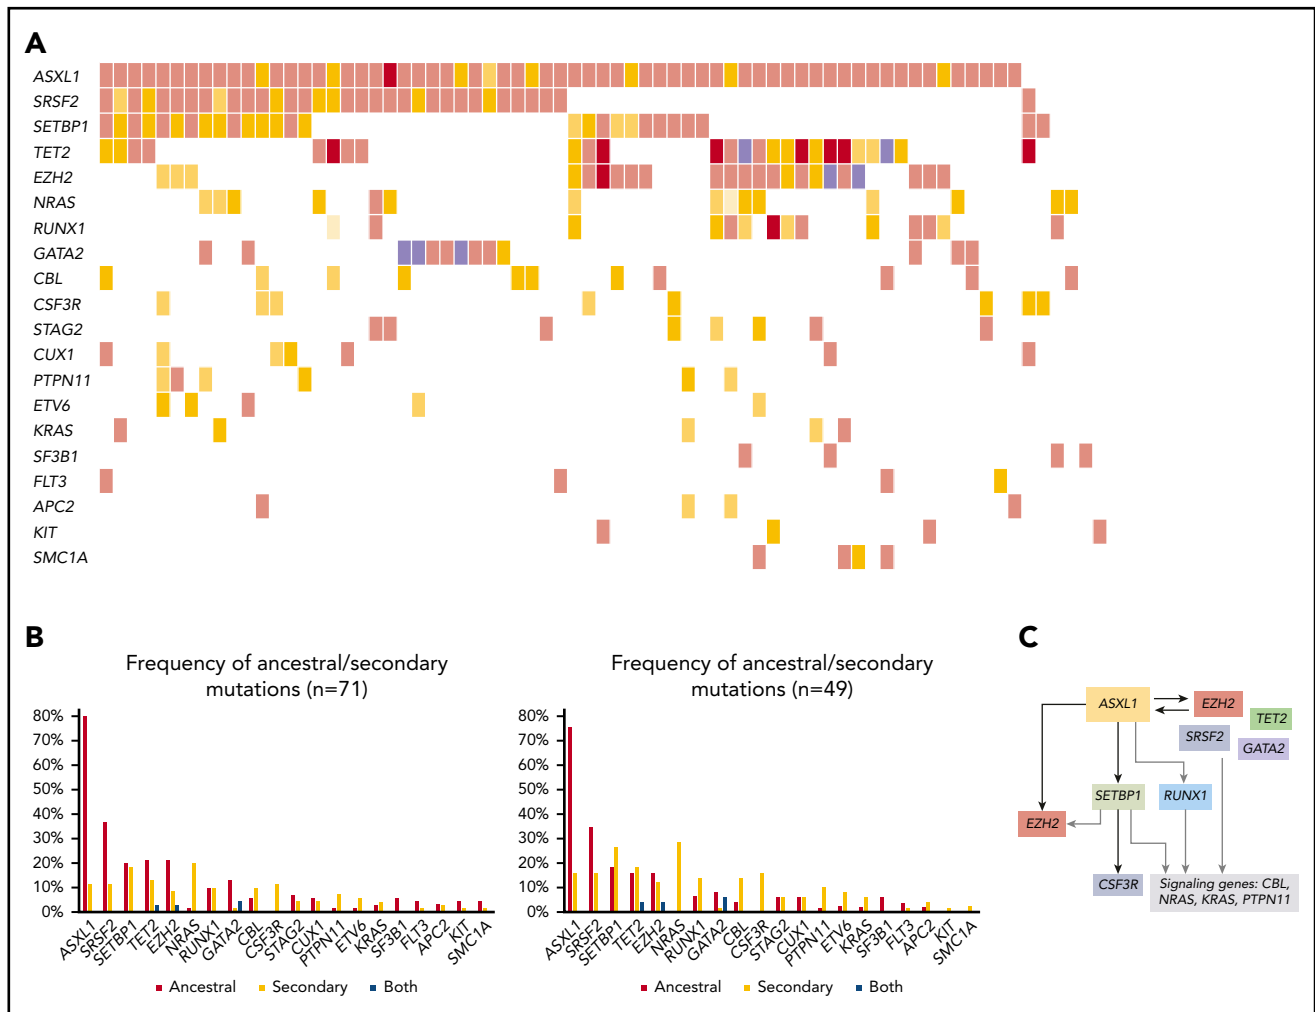 A
ASXL1
SRSF2
SETBP1
TET2
EZH2
NRAS
RUNX1
GATA2
CBL
CSF3R
STAG2
CUX1
PTPN11
ETV6
KRAS
SF3B1
FLT3
APC2
KIT
SMC1A
B
Frequency of ancestral/secondary
mutations (n=71)
80%
70%
60%
50%
40%
30%
20%
10%
0%
ASXL1
SRSF2
SETBP1
TET2
EZH2
NRAS
RUNX1
GATA2
CBL
CSF3R
STAG2
CUX1
PTPN11
ETV6
KRAS
SF3B1
FLT3
APC2
KIT
SMC1A
Ancestral Secondary Both
Frequency of ancestral/secondary
mutations (n=49)
80%
70%
60%
50%
40%
30%
20%
10%
0%
ASXL1
SRSF2
SETBP1
TET2
EZH2
NRAS
RUNX1
GATA2
CBL
CSF3R
STAG2
CUX1
PTPN11
ETV6
KRAS
SF3B1
FLT3
APC2
KIT
SMC1A
Ancestral Secondary Both
C
ASXL1
EZH2
TET2
SRSF2
GATA2
SETBP1
RUNX1
EZH2
CSF3R
Signaling genes: CBL,
NRAS, KRAS, PTPN11